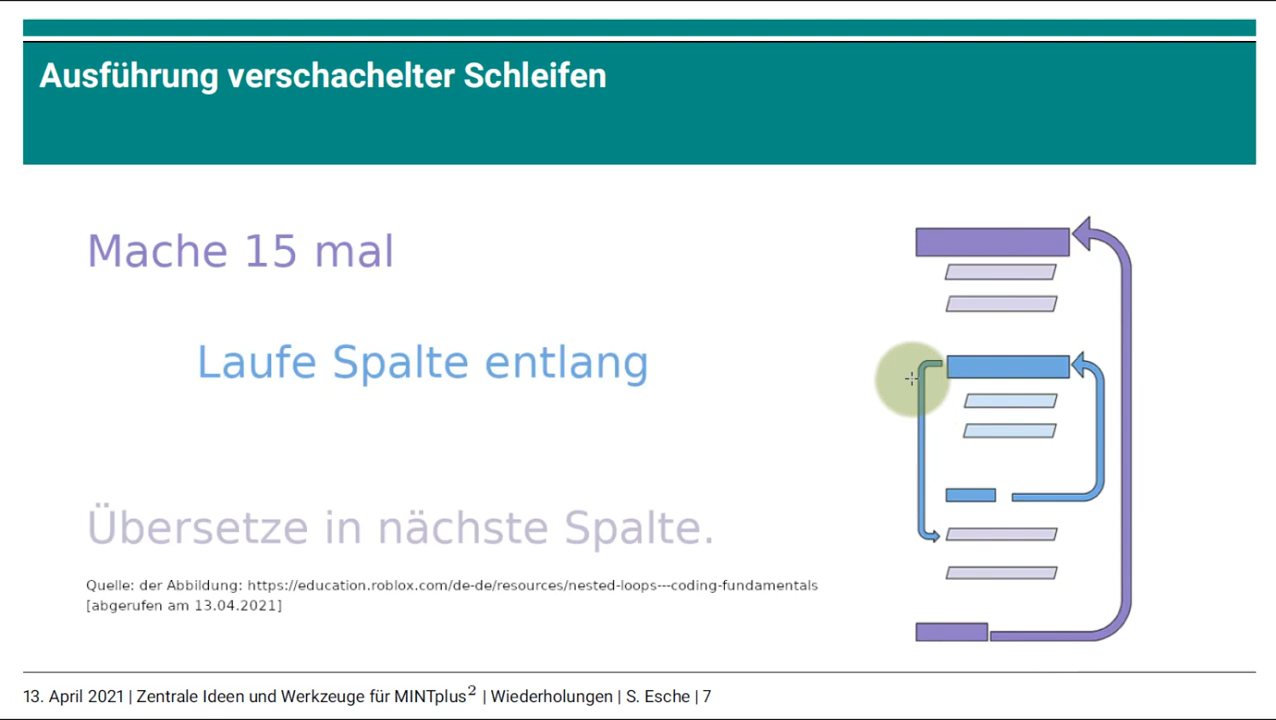 Ausführung verschachelter Schleifen
Mache 15 mal
Laufe Spalte entlang
Übersetze in nächste Spalte.
Quelle: der Abbildung: https://education.roblox.com/de-de/resources/nested-loops---coding-fundamentals
[abgerufen am 13.04.2021]
13. April 2021 | Zentrale Ideen und Werkzeuge für MINTplus² | Wiederholungen | S. Esche | 7